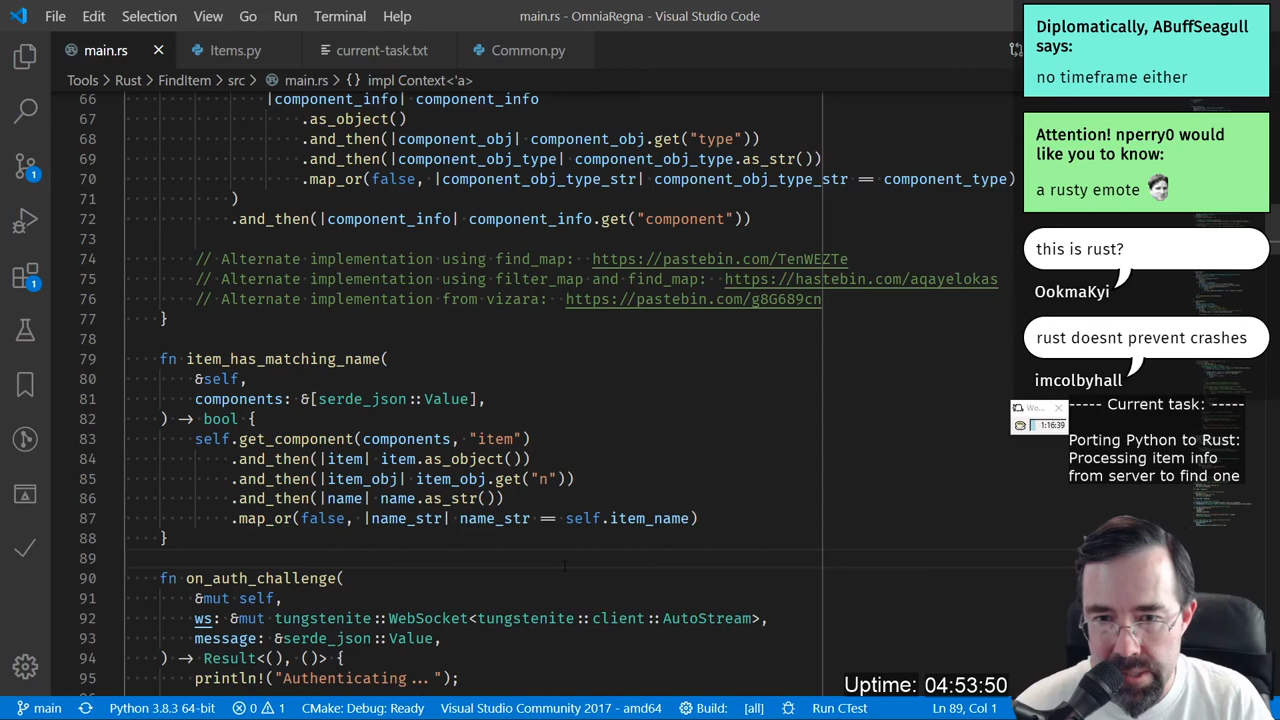 File Edit Selection View Go Run Terminal Help main.rs - OmniaRegna - Visual Studio Code
main.rs Items.py current-task.txt Common.py
Tools > Rust > FindItem > src > main.rs > {} impl Context<'a>
66 |component_info| component_info
67 .as_object()
68 .and_then(|component_obj| component_obj.get("type"))
69 .and_then(|component_obj_type| component_obj_type.as_str())
70 .map_or(false, |component_obj_type_str| component_obj_type_str == component_type)
71 )
72 .and_then(|component_info| component_info.get("component"))
73
74 // Alternate implementation using find_map: https://pastebin.com/TenWEZTe
75 // Alternate implementation using filter_map and find_map: https://hastebin.com/aqayelokas
76 // Alternate implementation from vizara: https://pastebin.com/g8G689cn
77 }
78
79 fn item_has_matching_name(
80 &self,
81 components: &[serde_json::Value],
82 ) -> bool {
83 self.get_component(components, "item")
84 .and_then(|item| item.as_object())
85 .and_then(|item_obj| item_obj.get("n"))
86 .and_then(|name| name.as_str())
87 .map_or(false, |name_str| name_str == self.item_name)
88 }
89
90 fn on_auth_challenge(
91 &mut self,
92 ws: &mut tungstenite::WebSocket<tungstenite::client::AutoStream>,
93 message: &serde_json::Value,
94 ) -> Result<(), ()> {
95 println!("Authenticating...");
Diplomatically, ABuffSeagull
says:
no timeframe either
Attention! nperry0 would
like you to know:
a rusty emote
this is rust?
OokmaKyi
rust doesnt prevent crashes
imcolbyhall
Wo...
1:16:39
----- Current task: -----
Porting Python to Rust:
Processing item info
from server to find one
Uptime: 04:53:50
1
1
main Python 3.8.3 64-bit 0 1 CMake: Debug: Ready Visual Studio Community 2017 - amd64 Build: [all] Run CTest Ln 89, Col 1